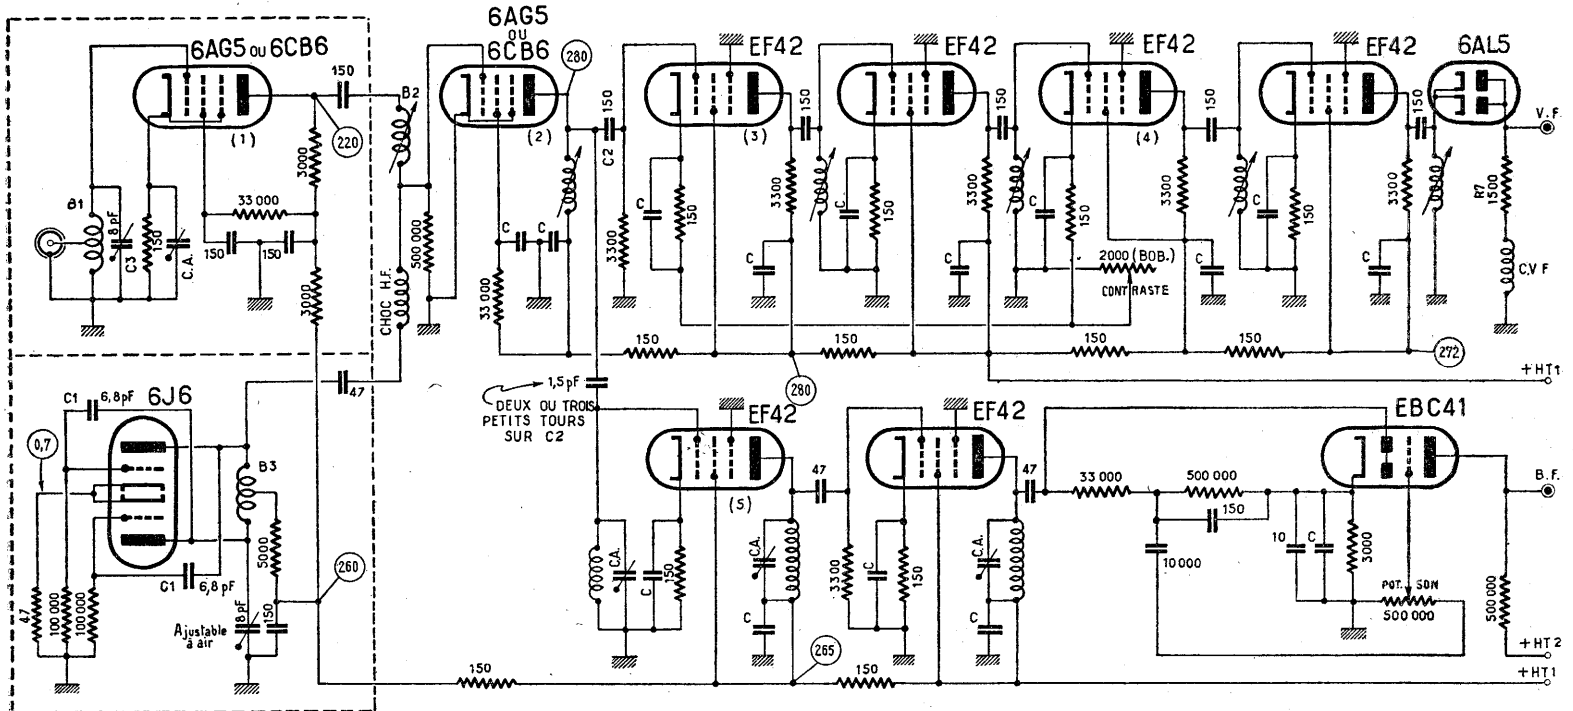 6AG5 OU 6CB6
(1)
150
220
3000
33 000
B1
8 pF
C3
150
C.A.
150
150
3000
B2
CHOC H.F.
500 000
6AG5
OU
6CB6
(2)
280
33 000
C
C
150
C2
3300
EF42
(3)
C
150
150
3300
C
EF42
C
150
150
3300
C
EF42
(4)
C
150
150
3300
2000 (BOB.)
CONTRASTE
C
EF42
C
150
150
3300
C
6AL5
V.F.
R7
1500
C.V F
150
150
280
150
150
272
+HT1
1,5 pF
DEUX OU TROIS
PETITS TOURS
SUR C2
6J6
C1
6,8pF
0,7
47
B3
C1
6,8 pF
5000
260
47
100 000
100 000
Ajustable
à air
8 pF
150
EF42
(5)
C.A.
C
150
47
C.A.
C
EF42
3300
C
150
47
C.A.
C
EBC41
33 000
500 000
150
10 000
10
C
3000
POT. SON
500 000
B.F.
500 000
+HT2
150
265
150
+HT1